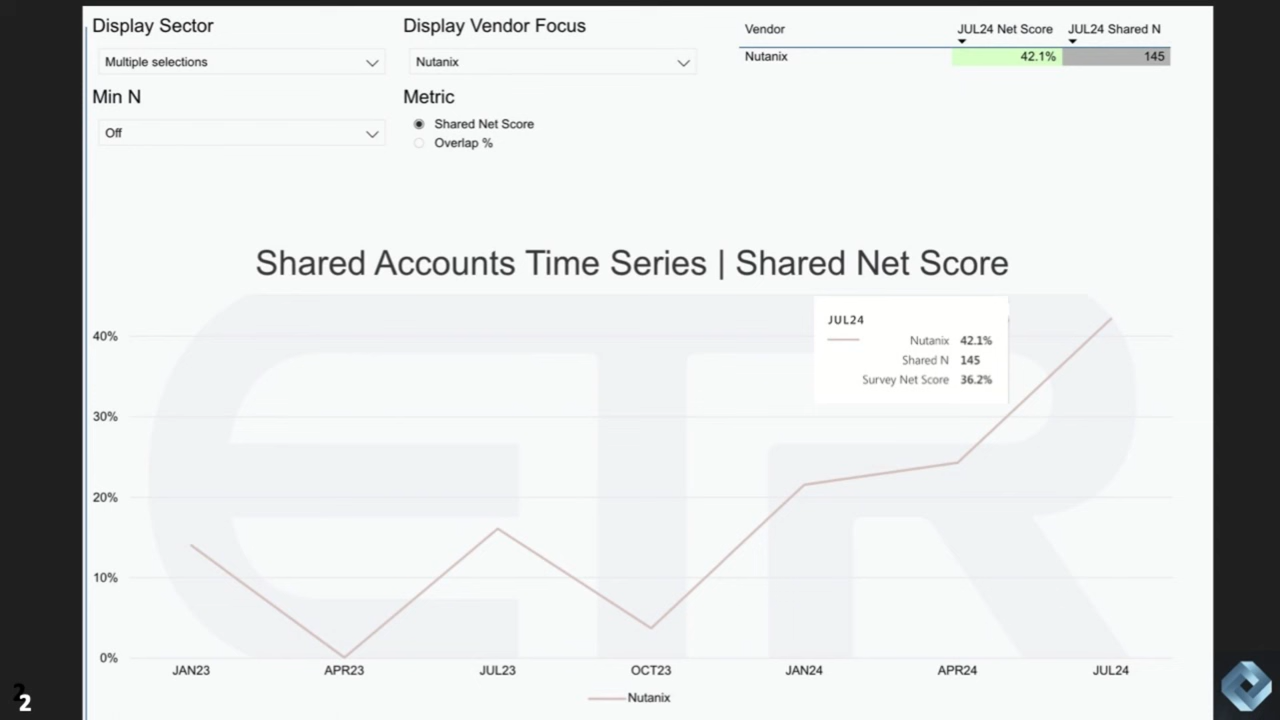 Display Sector
Display Vendor Focus
Vendor JUL24 Net Score JUL24 Shared N
Multiple selections
Nutanix
Nutanix 42.1% 145
Min N
Metric
Off
Shared Net Score
Overlap %
Shared Accounts Time Series | Shared Net Score
ETR
JUL24
Nutanix 42.1%
Shared N 145
Survey Net Score 36.2%
40%
30%
20%
10%
0%
JAN23 APR23 JUL23 OCT23 JAN24 APR24 JUL24
Nutanix
2
2